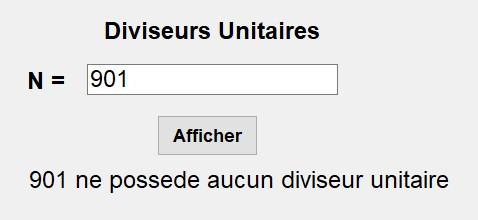 Diviseurs Unitaires
N = 901
Afficher
901 ne possede aucun diviseur unitaire